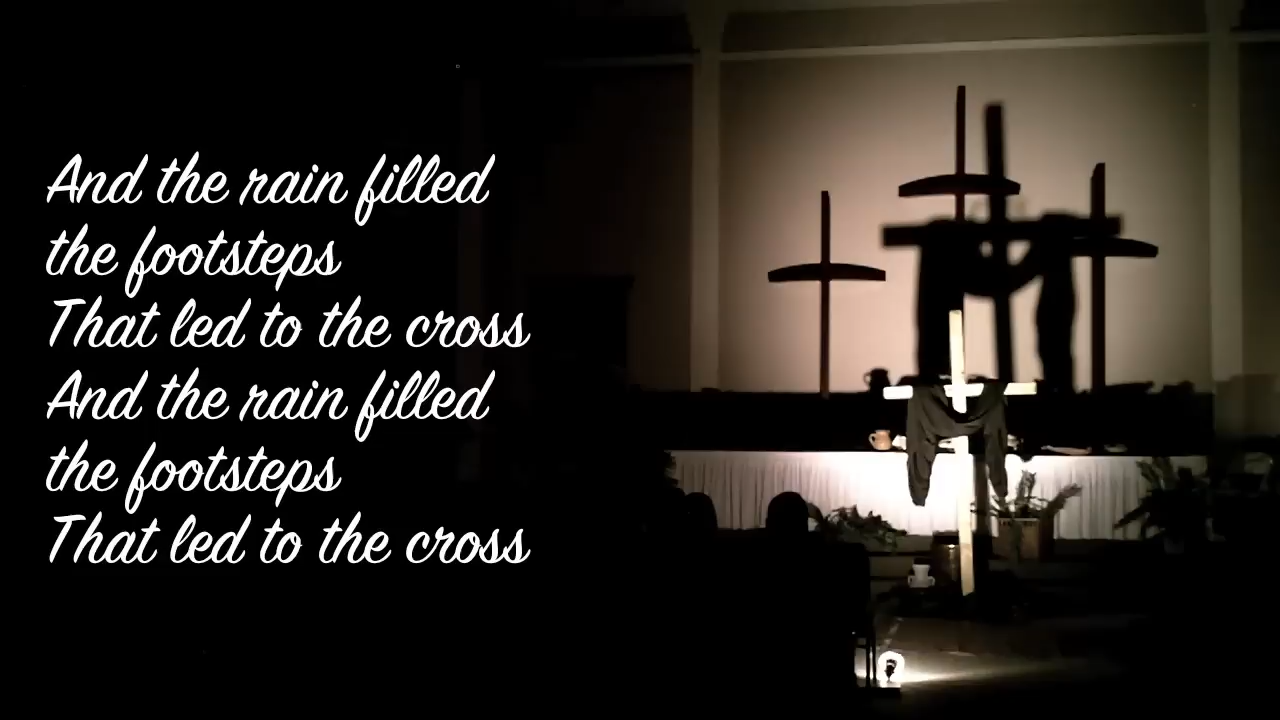 And the rain filled
the footsteps
That led to the cross
And the rain filled
the footsteps
That led to the cross